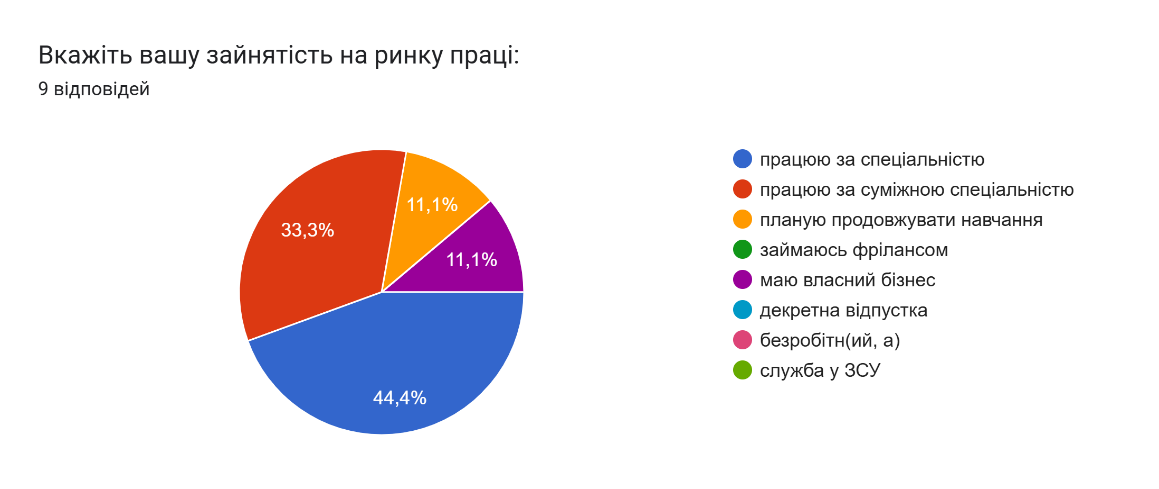 Вкажіть вашу зайнятість на ринку праці:
9 відповідей
33,3%
11,1%
11,1%
44,4%
працюю за спеціальністю
працюю за суміжною спеціальністю
планую продовжувати навчання
займаюсь фрілансом
маю власний бізнес
декретна відпустка
безробітн(ий, а)
служба у ЗСУ